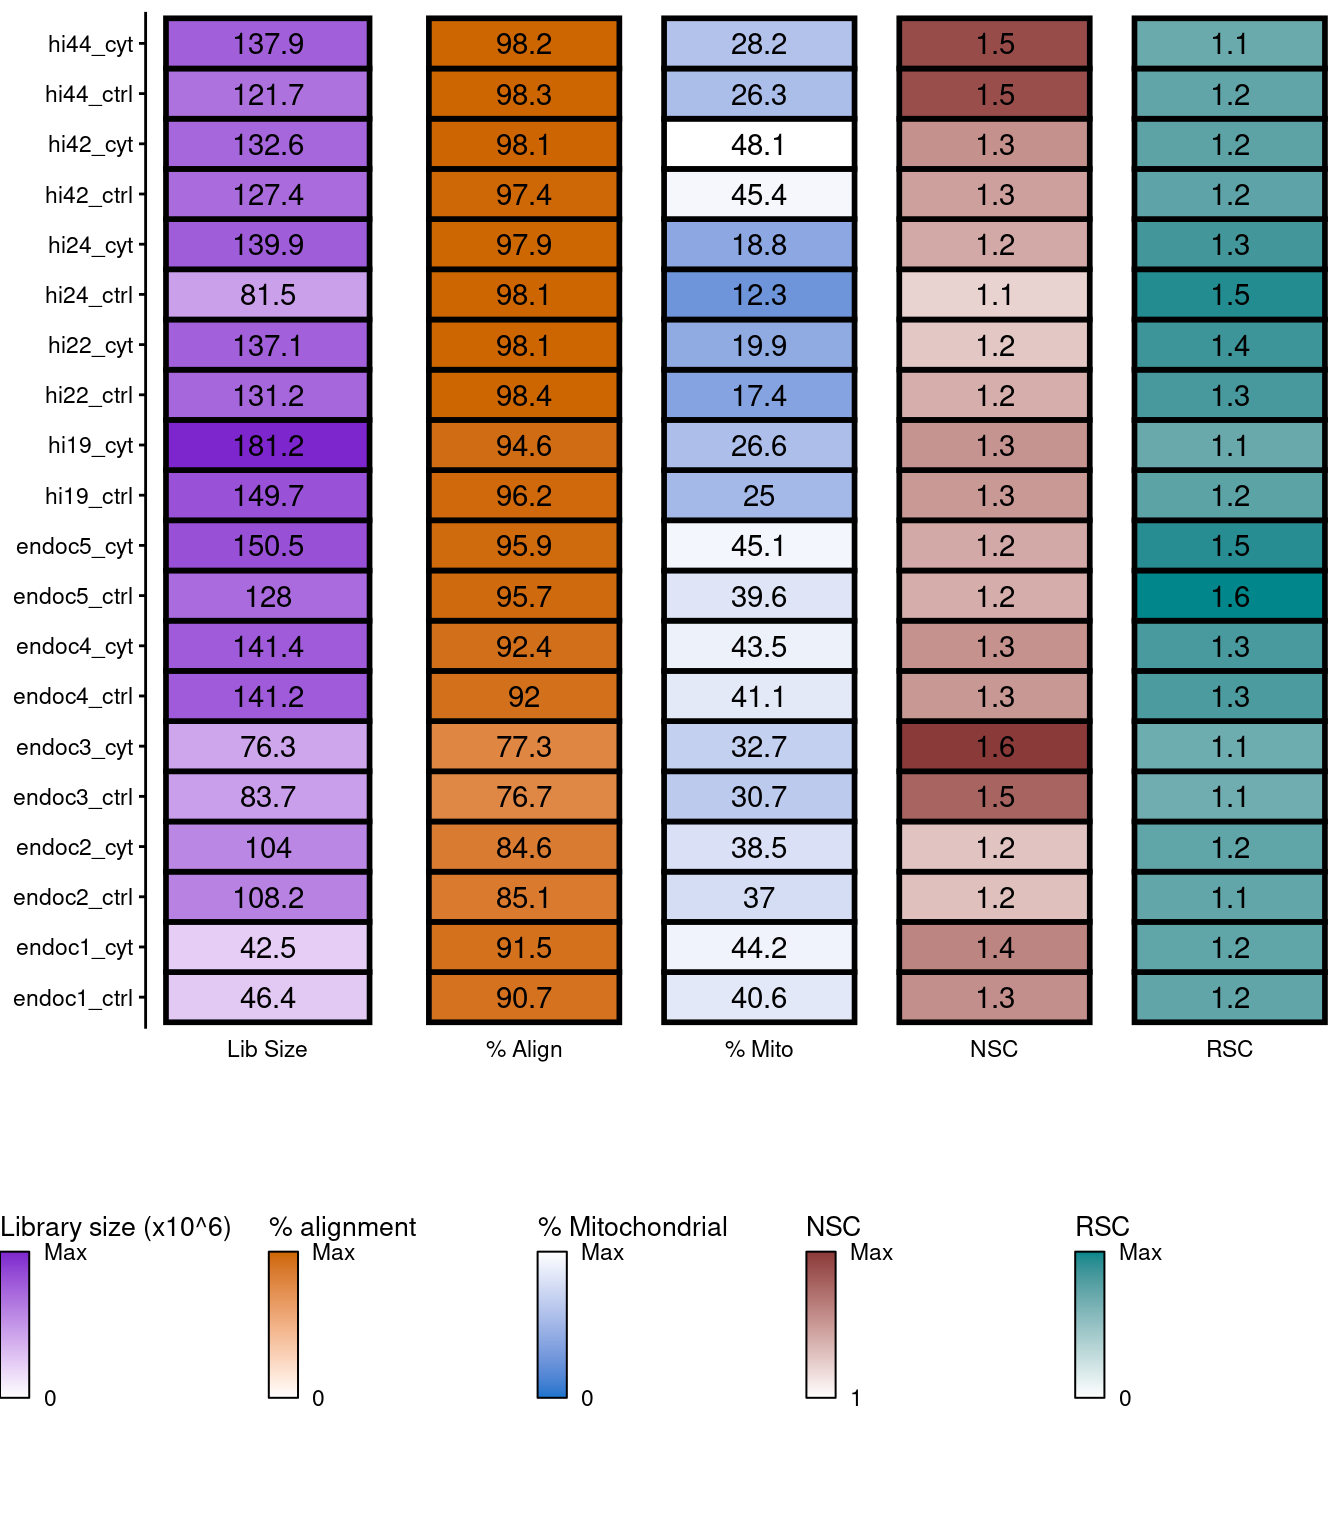 hi44_cyt 137.9 98.2 28.2 1.5 1.1
hi44_ctrl 121.7 98.3 26.3 1.5 1.2
hi42_cyt 132.6 98.1 48.1 1.3 1.2
hi42_ctrl 127.4 97.4 45.4 1.3 1.2
hi24_cyt 139.9 97.9 18.8 1.2 1.3
hi24_ctrl 81.5 98.1 12.3 1.1 1.5
hi22_cyt 137.1 98.1 19.9 1.2 1.4
hi22_ctrl 131.2 98.4 17.4 1.2 1.3
hi19_cyt 181.2 94.6 26.6 1.3 1.1
hi19_ctrl 149.7 96.2 25 1.3 1.2
endoc5_cyt 150.5 95.9 45.1 1.2 1.5
endoc5_ctrl 128 95.7 39.6 1.2 1.6
endoc4_cyt 141.4 92.4 43.5 1.3 1.3
endoc4_ctrl 141.2 92 41.1 1.3 1.3
endoc3_cyt 76.3 77.3 32.7 1.6 1.1
endoc3_ctrl 83.7 76.7 30.7 1.5 1.1
endoc2_cyt 104 84.6 38.5 1.2 1.2
endoc2_ctrl 108.2 85.1 37 1.2 1.1
endoc1_cyt 42.5 91.5 44.2 1.4 1.2
endoc1_ctrl 46.4 90.7 40.6 1.3 1.2
Lib Size % Align % Mito NSC RSC
Library size (x10^6) % alignment % Mitochondrial NSC RSC
Max Max Max Max Max
0 0 0 1 0